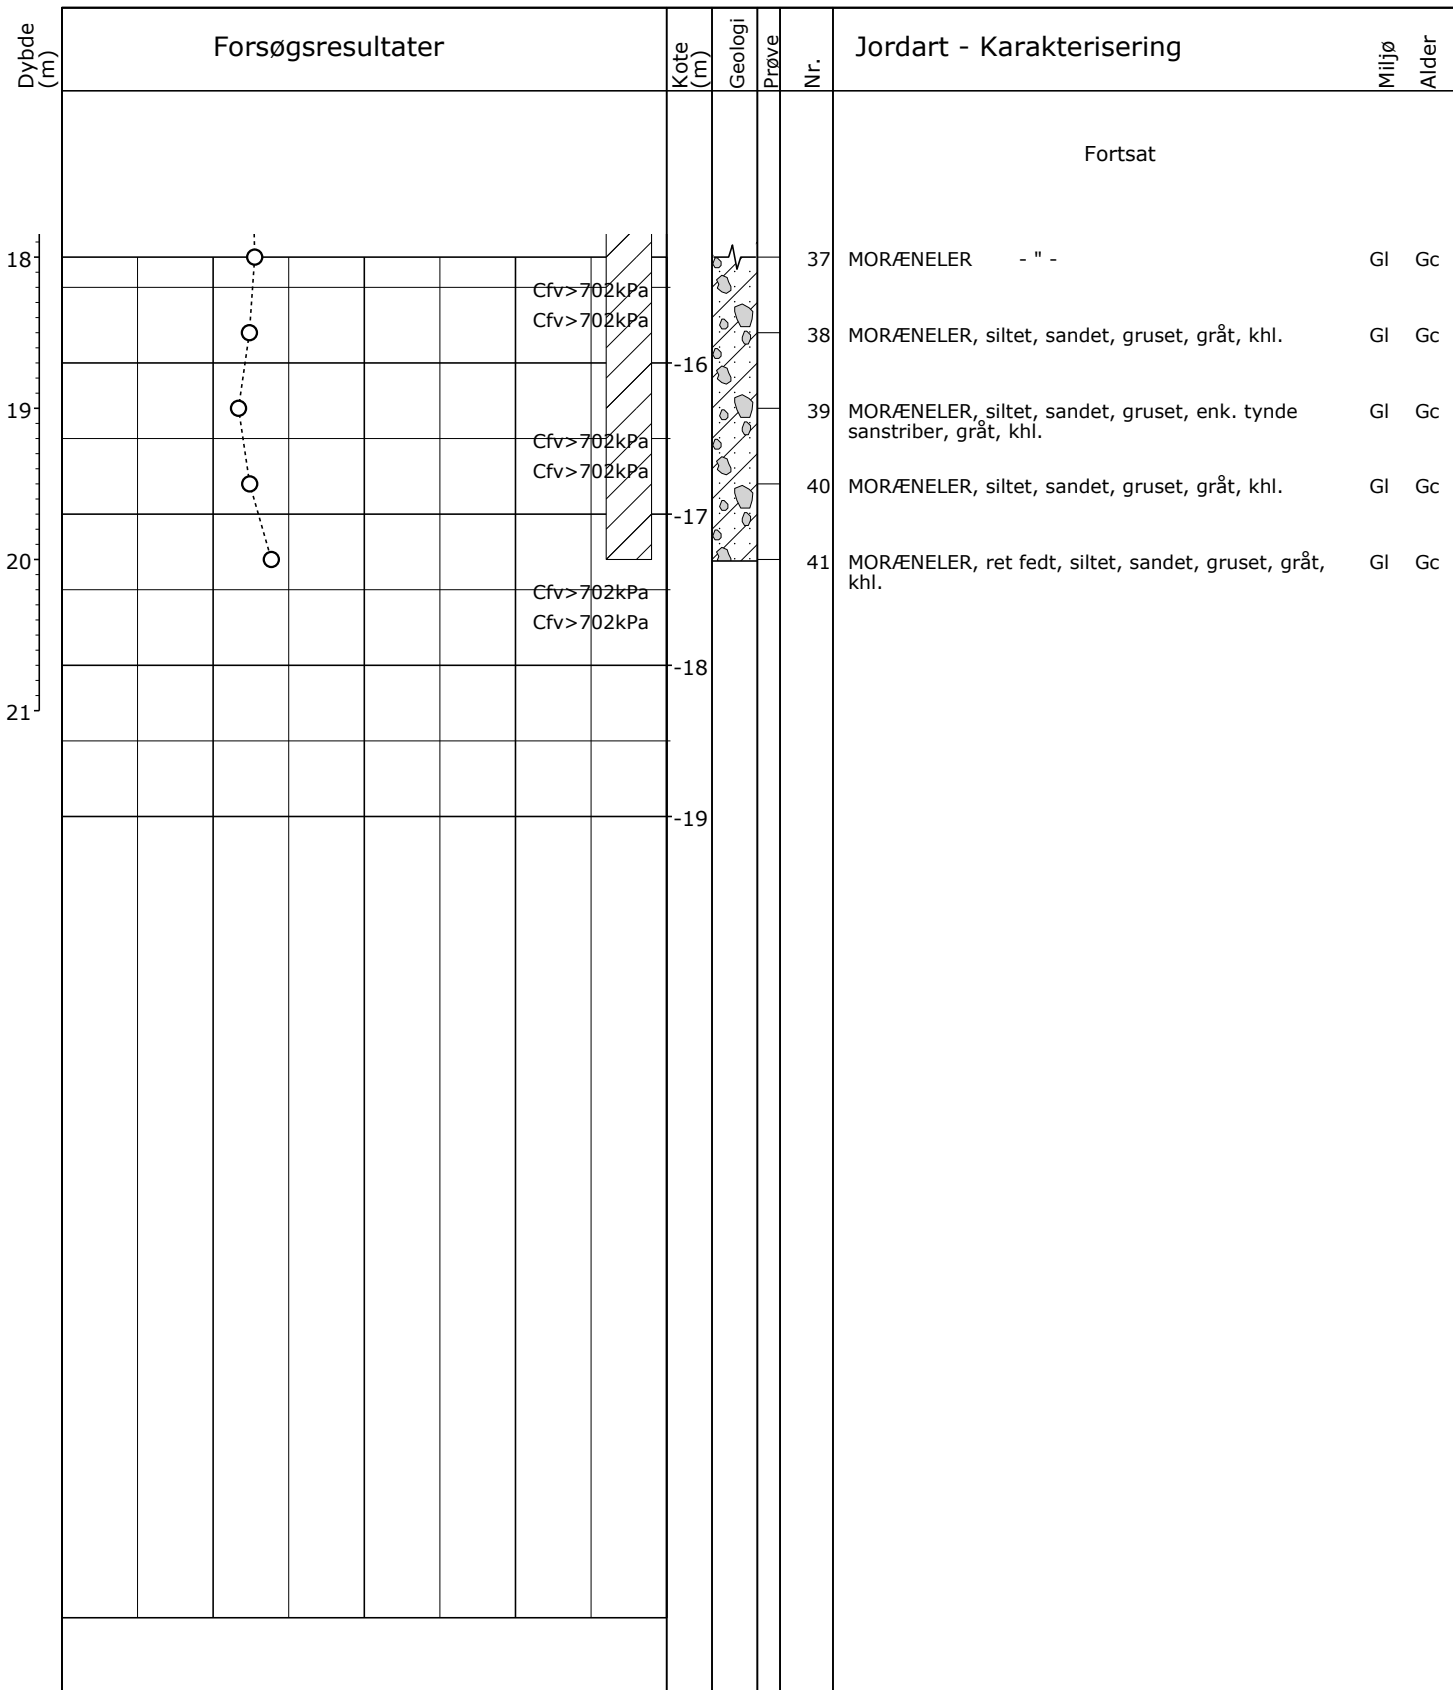 Dybde
(m)
Forsøgsresultater
Kote
(m)
Geologi
Prøve
Nr.
Jordart - Karakterisering
Miljø
Alder
Fortsat
18
37 MORÆNELER - " - Gl Gc
Cfv>702kPa
Cfv>702kPa
38 MORÆNELER, siltet, sandet, gruset, gråt, khl. Gl Gc
-16
19
39 MORÆNELER, siltet, sandet, gruset, enk. tynde Gl Gc
sanstriber, gråt, khl.
Cfv>702kPa
Cfv>702kPa
40 MORÆNELER, siltet, sandet, gruset, gråt, khl. Gl Gc
-17
20
41 MORÆNELER, ret fedt, siltet, sandet, gruset, gråt, Gl Gc
khl.
Cfv>702kPa
Cfv>702kPa
-18
21
-19